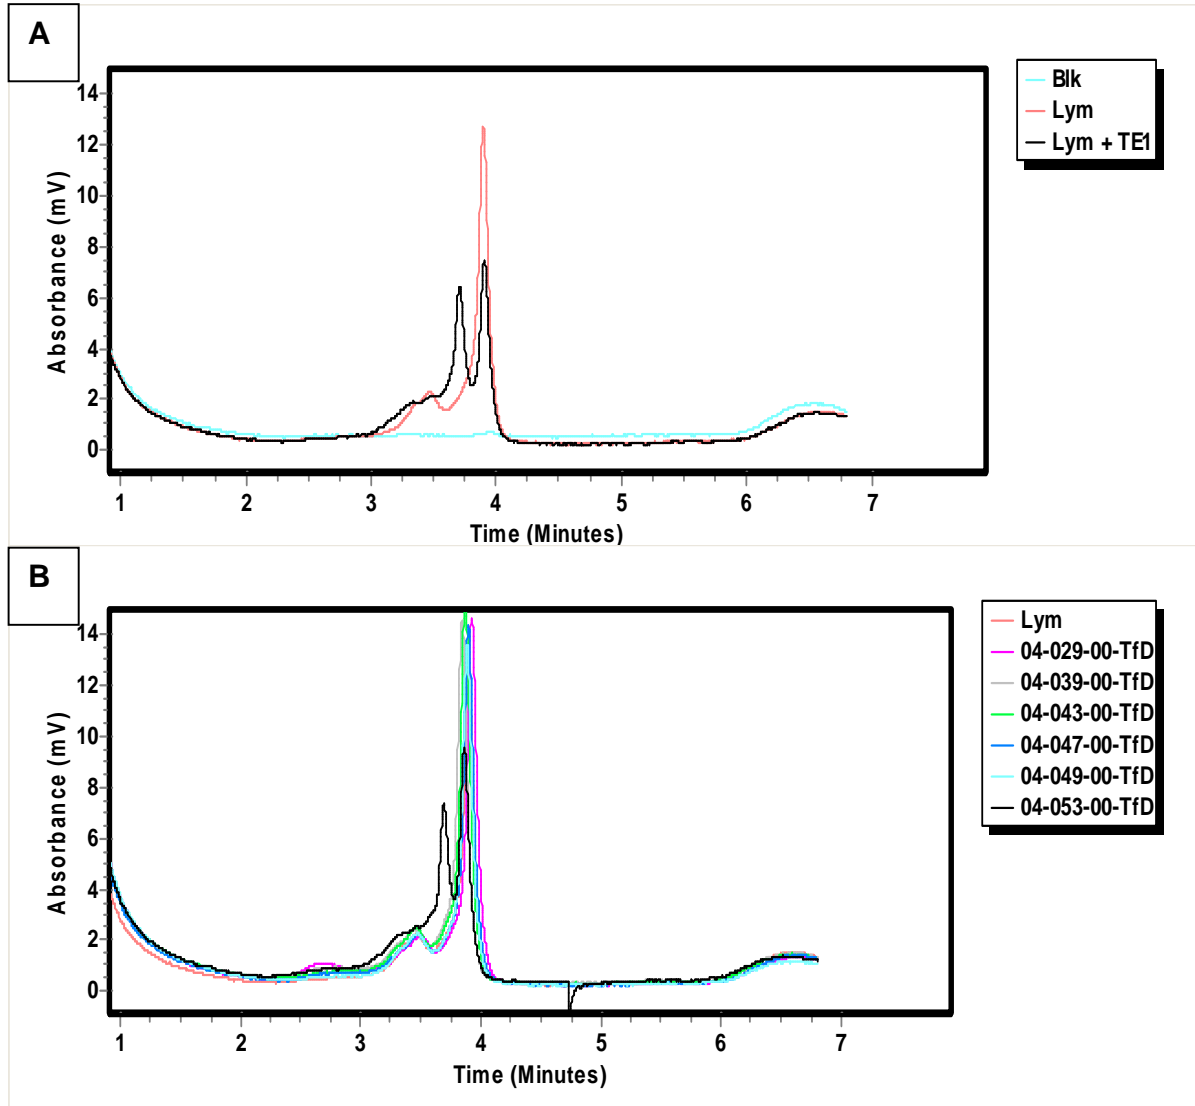 A
14
12
10
8
6
4
2
0
Absorbance (mV)
1 2 3 4 5 6 7
Time (Minutes)
Blk
Lym
Lym + TE1
B
14
12
10
8
6
4
2
0
Absorbance (mV)
1 2 3 4 5 6 7
Time (Minutes)
Lym
04-029-00-TfD
04-039-00-TfD
04-043-00-TfD
04-047-00-TfD
04-049-00-TfD
04-053-00-TfD